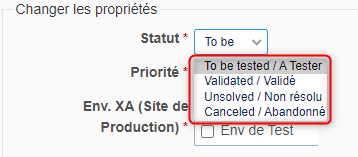 Changer les propriétés
Statut * To be
To be tested / A Tester
Priorité * Validated / Validé
Unsolved / Non résolu
Env. XA (Site de Canceled / Abandonné
Production) * Env de Test